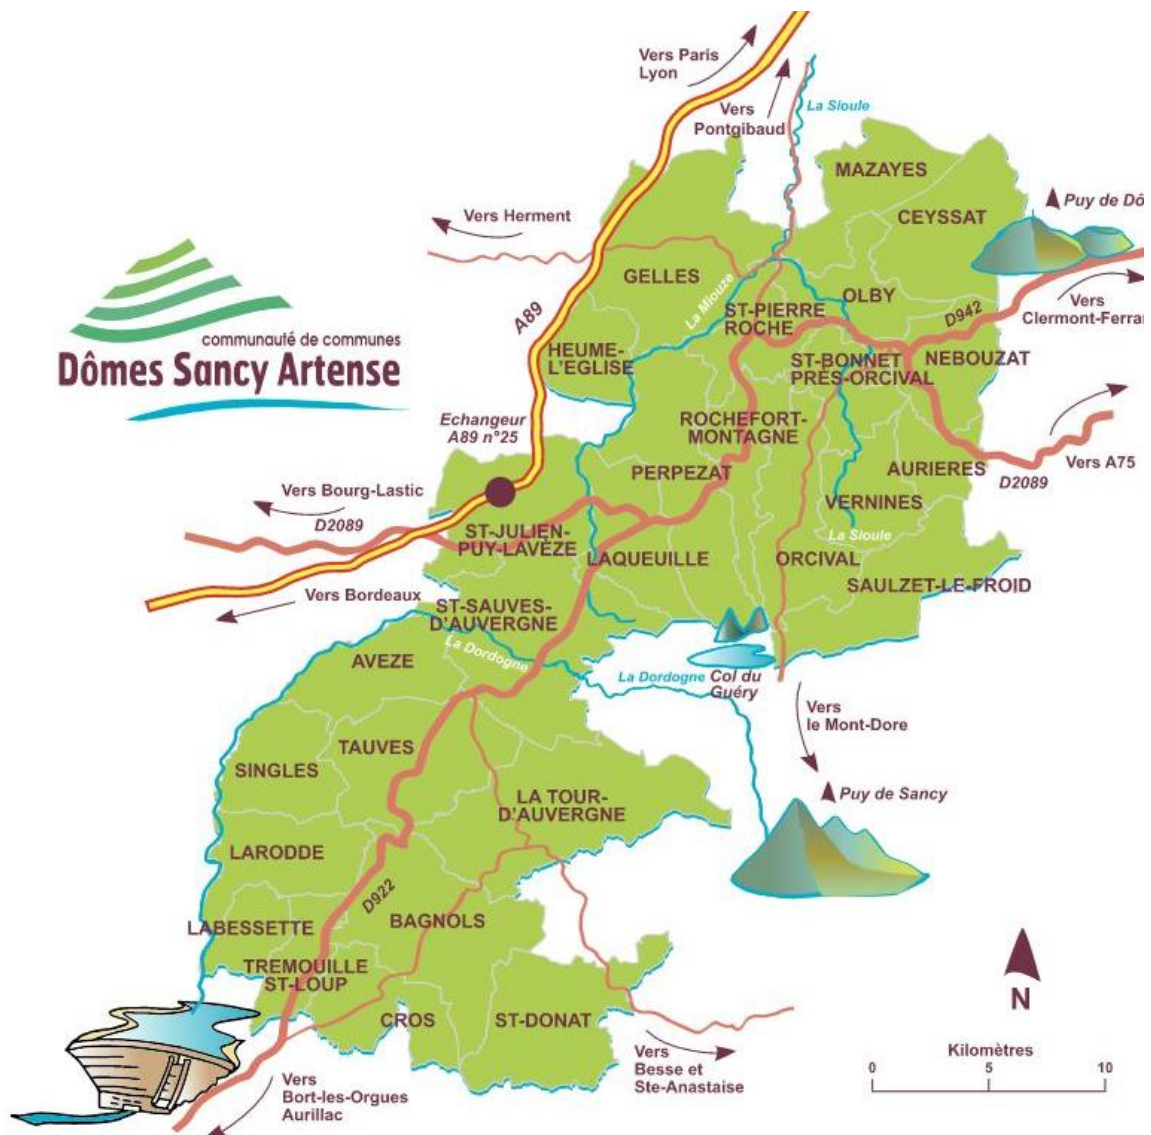 Vers Paris
Lyon
Vers
Pontgibaud
La Sioule
MAZAYES
CEYSSAT
Puy de Dô
Vers Herment
GELLES
La Miouze
OLBY
Vers
Clermont-Ferrar
D942
A89
ST-PIERRE
ROCHE
communauté de communes
Dômes Sancy Artense
HEUME-
L'EGLISE
ST-BONNET
PRÈS-ORCIVAL
NEBOUZAT
Echangeur
A89 n°25
ROCHEFORT-
MONTAGNE
Vers A75
PERPEZAT
AURIERES
D2089
Vers Bourg-Lastic
D2089
VERNINES
La Sioule
ST-JULIEN-
PUY-LAVÈZE
LAQUEUILLE
ORCIVAL
SAULZET-LE-FROID
Vers Bordeaux
ST-SAUVES-
D'AUVERGNE
La Dordogne
AVEZE
La Dordogne
Col du
Guéry
Vers
le Mont-Dore
TAUVES
SINGLES
Puy de Sancy
LA TOUR-
D'AUVERGNE
LARODDE
D922
BAGNOLS
LABESSETTE
TREMOUILLE
ST-LOUP
CROS
ST-DONAT
N
Vers
Besse et
Ste-Anastaise
Kilomètres
0 5 10
Vers
Bort-les-Orgues
Aurillac